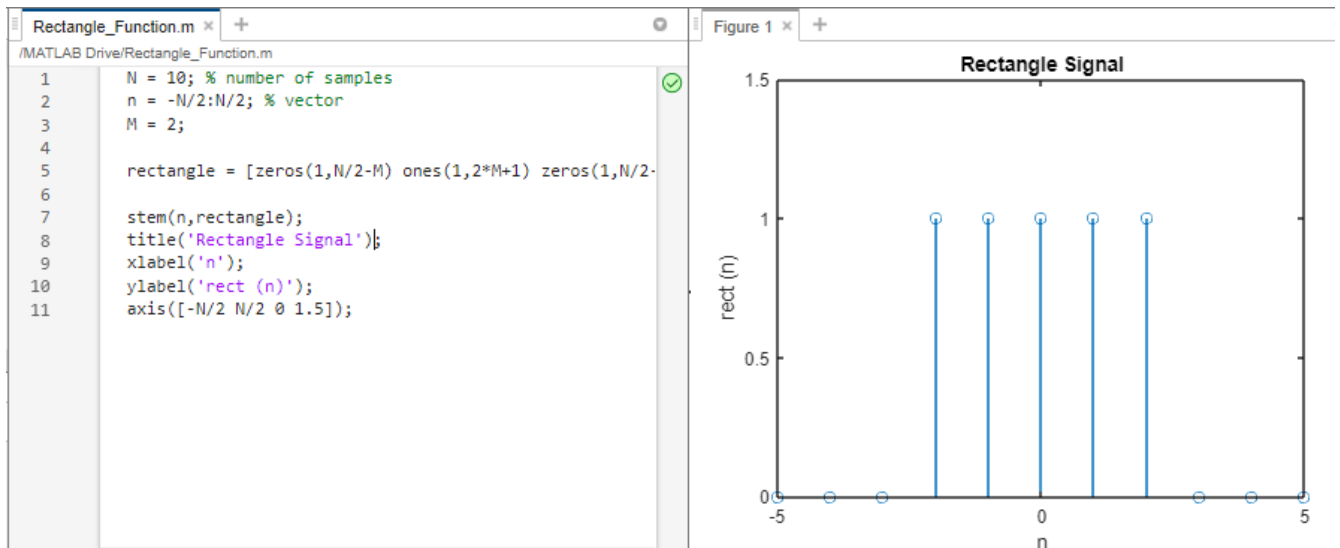 Rectangle_Function.m × +
/MATLAB Drive/Rectangle_Function.m
1 N = 10; % number of samples
2 n = -N/2:N/2; % vector
3 M = 2;
4
5 rectangle = [zeros(1,N/2-M) ones(1,2*M+1) zeros(1,N/2-
6
7 stem(n,rectangle);
8 title('Rectangle Signal');
9 xlabel('n');
10 ylabel('rect (n)');
11 axis([-N/2 N/2 0 1.5]);
Figure 1 × +
Rectangle Signal
1.5
1
0.5
0
rect (n)
-5 0 5
n